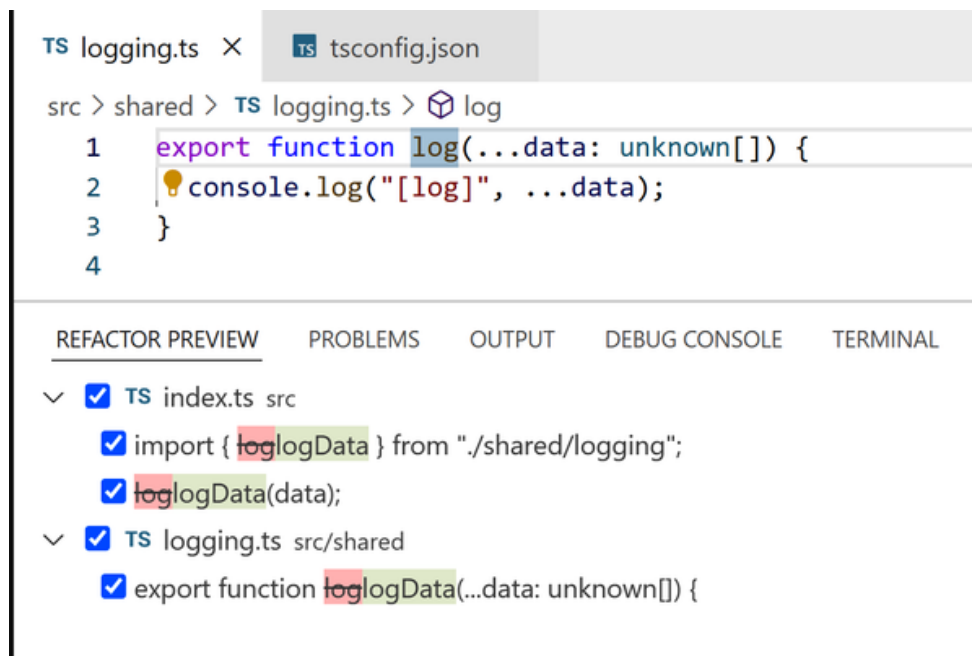 TS logging.ts × TS tsconfig.json
src > shared > TS logging.ts > log
1 export function log(...data: unknown[]) {
2 console.log("[log]", ...data);
3 }
4
REFACTOR PREVIEW PROBLEMS OUTPUT DEBUG CONSOLE TERMINAL
TS index.ts src
import { loglogData } from "./shared/logging";
loglogData(data);
TS logging.ts src/shared
export function loglogData(...data: unknown[]) {